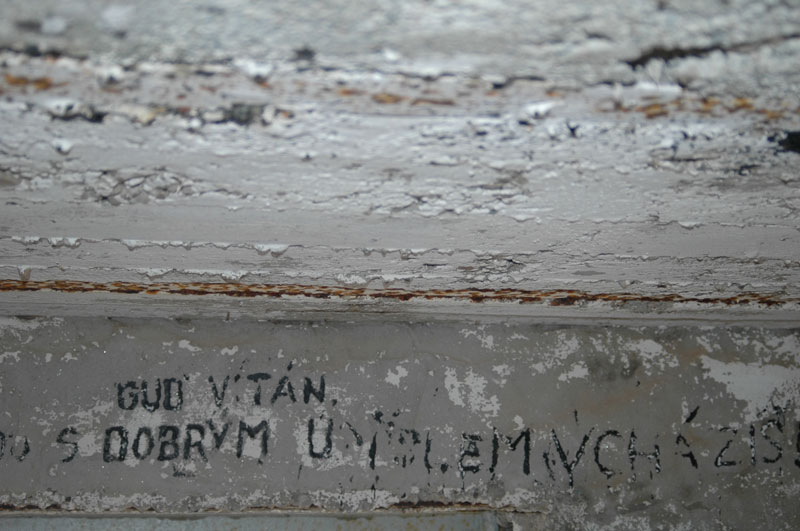 BUĎ VÍTÁN,
S DOBRÝM ÚMYSLEM VCHÁZÍŠ